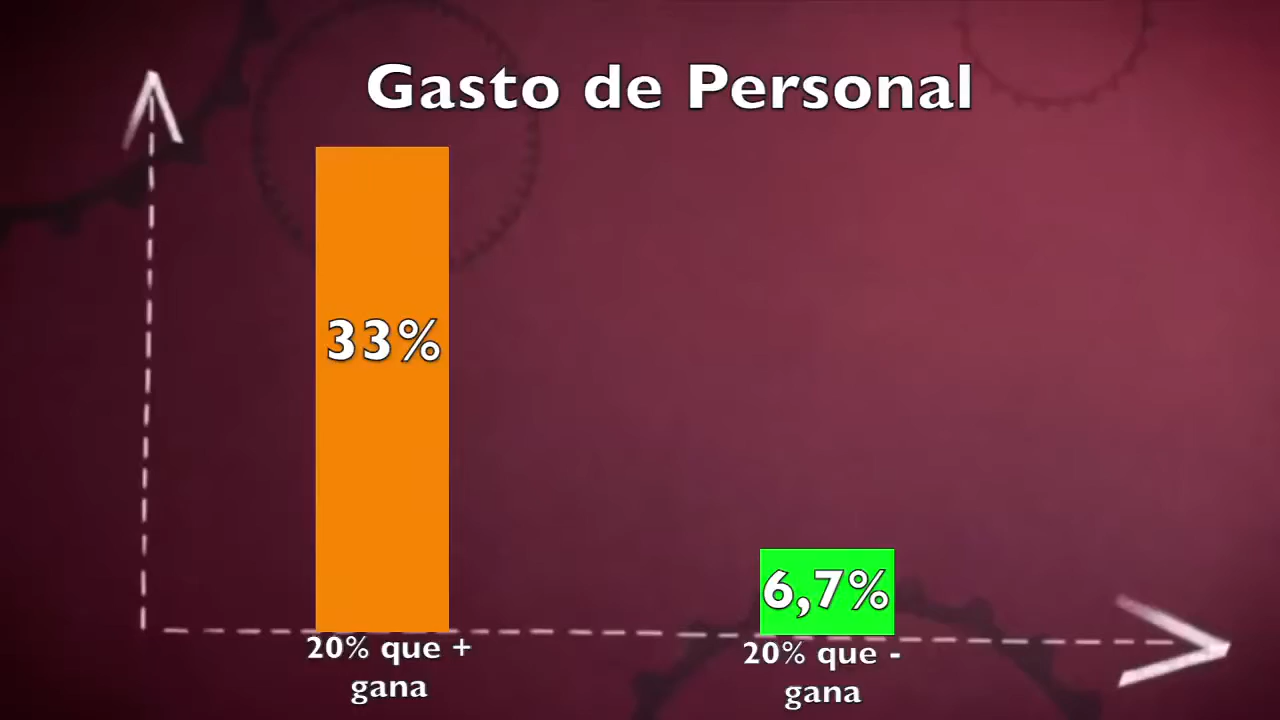 Gasto de Personal
33%
6,7%
20% que +
gana
20% que -
gana